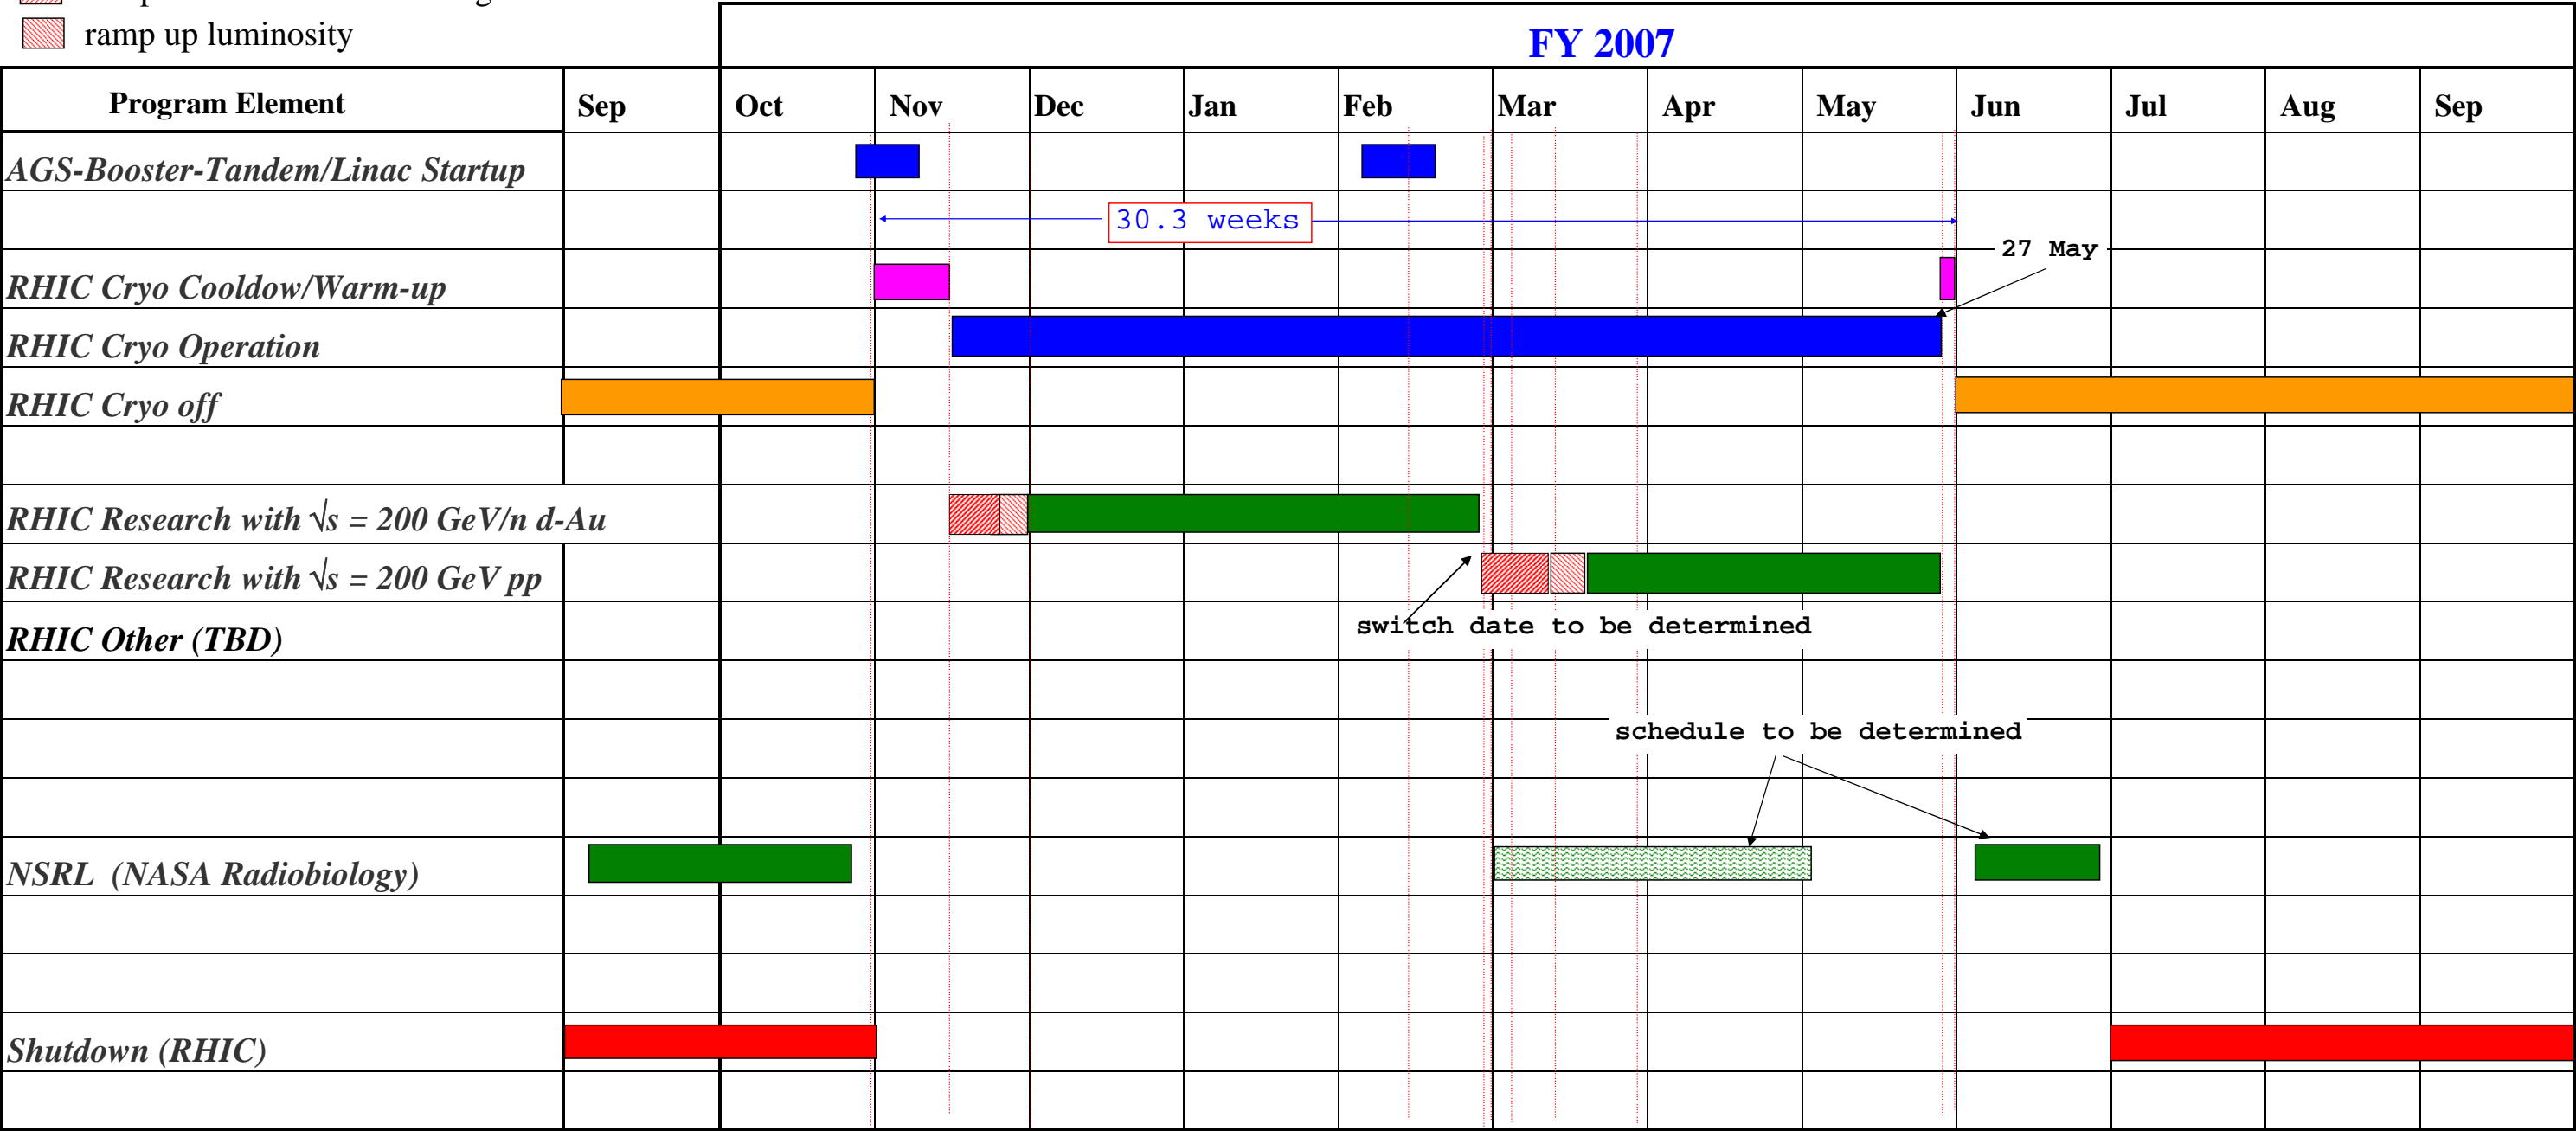 ramp up luminosity
FY 2007
Program Element Sep Oct Nov Dec Jan Feb Mar Apr May Jun Jul Aug Sep
AGS-Booster-Tandem/Linac Startup
30.3 weeks
27 May
RHIC Cryo Cooldow/Warm-up
RHIC Cryo Operation
RHIC Cryo off
RHIC Research with √s = 200 GeV/n d-Au
RHIC Research with √s = 200 GeV pp
switch date to be determined
RHIC Other (TBD)
schedule to be determined
NSRL (NASA Radiobiology)
Shutdown (RHIC)